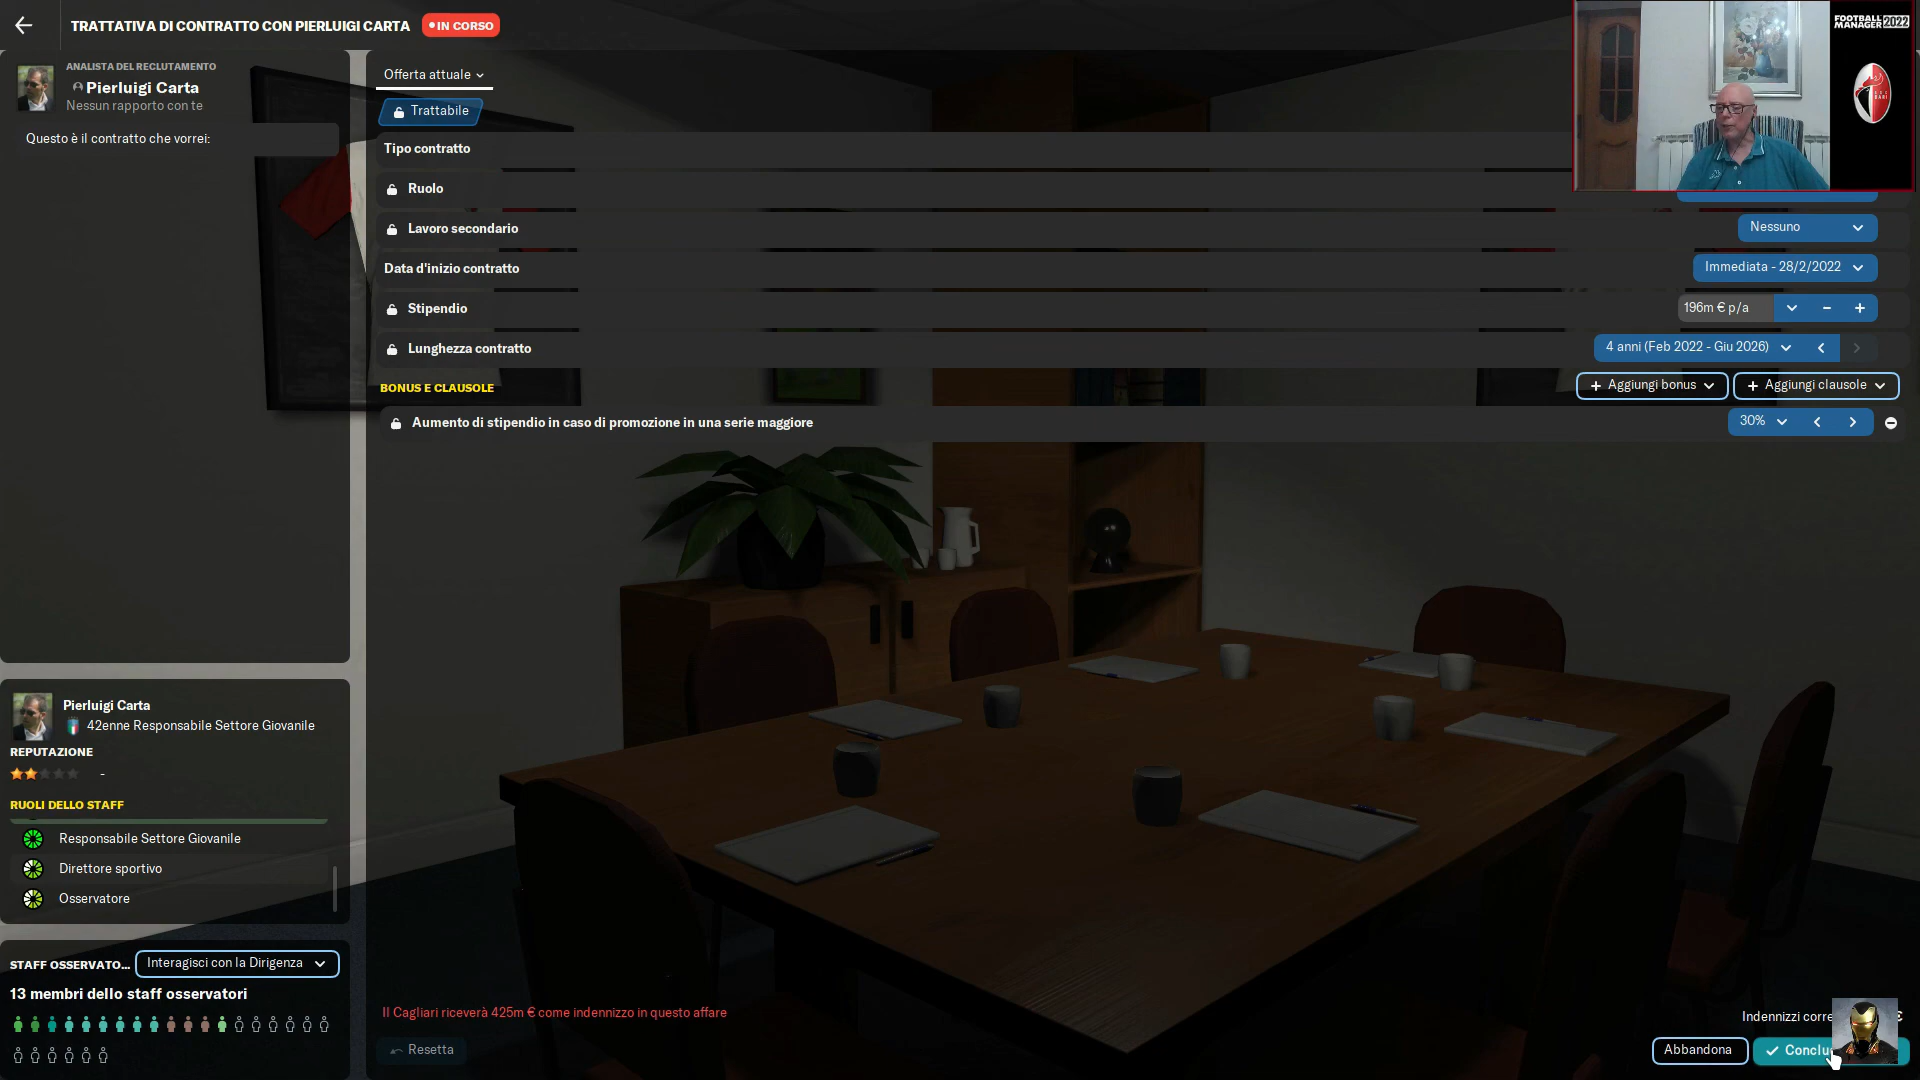 TRATTATIVA DI CONTRATTO CON PIERLUIGI CARTA
IN CORSO
FOOTBALL
MANAGER 2022
ANALISTA DEL RECLUTAMENTO
Pierluigi Carta
Nessun rapporto con te
Questo è il contratto che vorrei:
Offerta attuale
Trattabile
Tipo contratto
Ruolo
Lavoro secondario
Nessuno
Data d'inizio contratto
Immediata - 28/2/2022
Stipendio
196m € p/a
Lunghezza contratto
4 anni (Feb 2022 - Giu 2026)
BONUS E CLAUSOLE
Aggiungi bonus
Aggiungi clausole
Aumento di stipendio in caso di promozione in una serie maggiore
30%
Pierluigi Carta
42enne Responsabile Settore Giovanile
REPUTAZIONE
-
RUOLI DELLO STAFF
Responsabile Settore Giovanile
Direttore sportivo
Osservatore
STAFF OSSERVATO...
Interagisci con la Dirigenza
13 membri dello staff osservatori
Il Cagliari riceverà 425m € come indennizzo in questo affare
Resetta
Indennizzi corre
Abbandona
Conclu